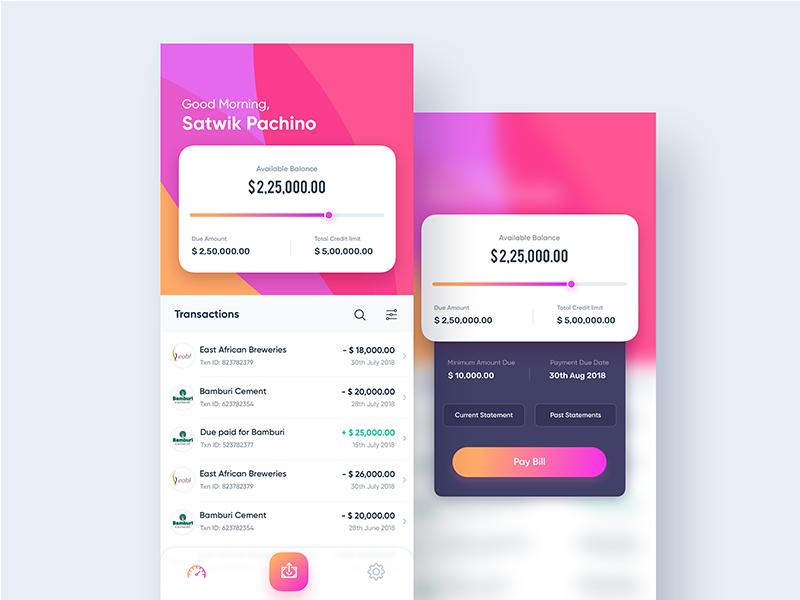 Good Morning,
Satwik Pachino
Available Balance
$2,25,000.00
Due Amount
Total Credit limit
$ 2,50,000.00
$ 5,00,000.00
Transactions
eabl
East African Breweries
- $ 18,000.00
Txn ID: 823782379
30th July 2018
Bamburi
Bamburi Cement
- $ 20,000.00
Txn ID: 623782354
28th July 2018
Bamburi
Due paid for Bamburi
+ $ 25,000.00
Txn ID: 523782377
15th July 2018
eabl
East African Breweries
- $ 26,000.00
Txn ID: 823782379
30th July 2018
Bamburi
Bamburi Cement
- $ 20,000.00
Txn ID: 623782354
28th June 2018
Available Balance
$2,25,000.00
Due Amount
Total Credit limit
$ 2,50,000.00
$ 5,00,000.00
Minimum Amount Due
Payment Due Date
$ 10,000.00
30th Aug 2018
Current Statement
Past Statements
Pay Bill